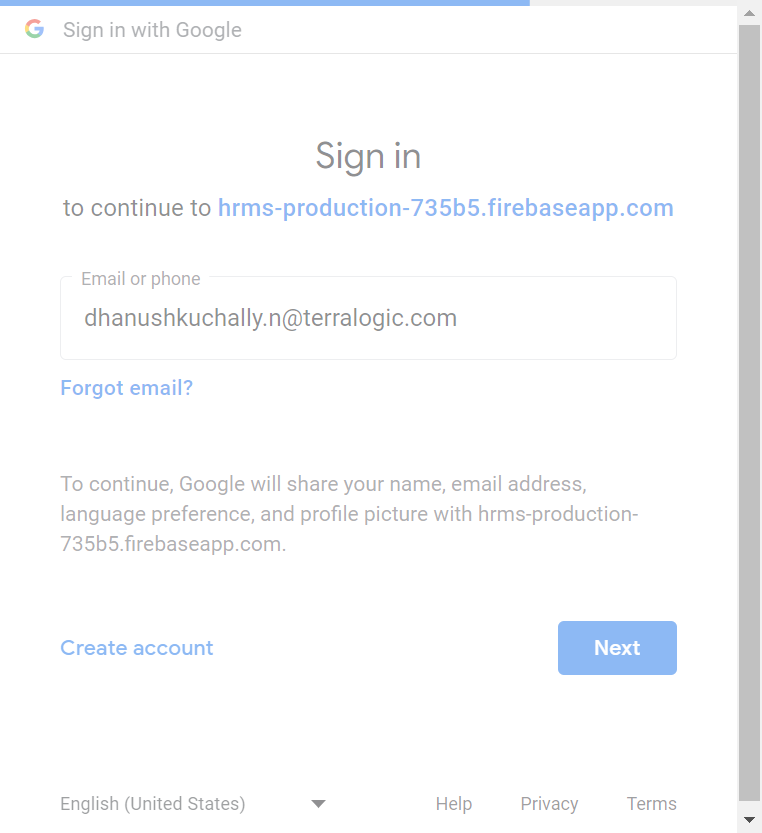 Sign in with Google
Sign in
to continue to hrms-production-735b5.firebaseapp.com
Email or phone
dhanushkuchally.n@terralogic.com
Forgot email?
To continue, Google will share your name, email address,
language preference, and profile picture with hrms-production-
735b5.firebaseapp.com.
Create account
Next
English (United States)
Help
Privacy
Terms